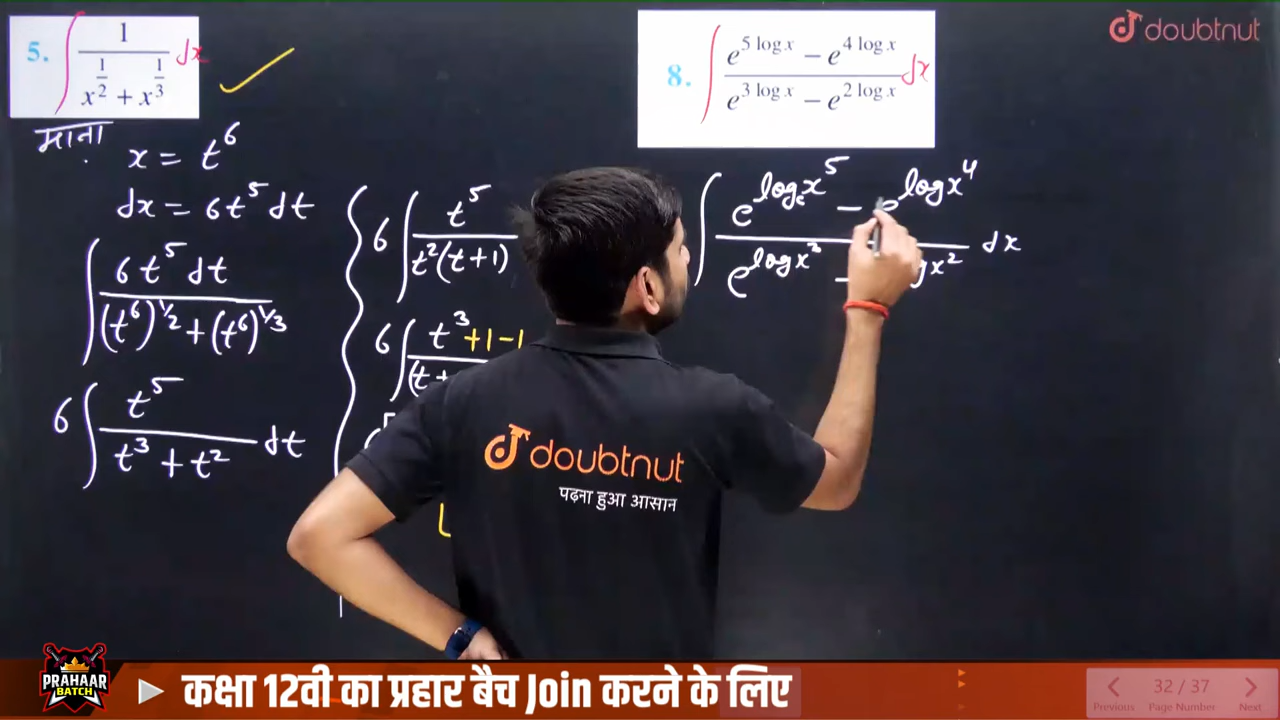 5. ∫ 1 / (x^(1/2) + x^(1/3)) dx
माना
x = t^6
dx = 6t^5 dt
∫ 6t^5 dt / ((t^6)^(1/2) + (t^6)^(1/3))
6 ∫ t^5 / (t^3 + t^2) dt
6 ∫ t^5 / (t^2(t+1))
6 ∫ t^3 +1-1
8. ∫ (e^(5 log x) − e^(4 log x)) / (e^(3 log x) − e^(2 log x)) dx
∫ (e^(log_e x^5) − e^(log x^4)) / (e^(log x^3) − x^2) dx
doubtnut
doubtnut
पढ़ना हुआ आसान
PRAHAAR
BATCH
कक्षा 12वी का प्रहार बैच Join करने के लिए
32 / 37
Previous Page Number Next